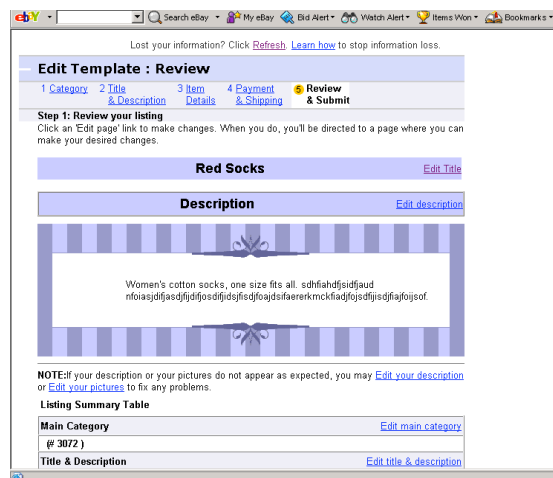 ebY Search eBay My eBay Bid Alert Watch Alert Items Won Bookmarks
Lost your information? Click Refresh. Learn how to stop information loss.
Edit Template : Review
1 Category 2 Title & Description 3 Item Details 4 Payment & Shipping 5 Review & Submit
Step 1: Review your listing
Click an 'Edit page' link to make changes. When you do, you'll be directed to a page where you can
make your desired changes.
Red Socks Edit Title
Description Edit description
Women's cotton socks, one size fits all. sdhfiahdfjsidfjaud
nfoiasjdifjasdjfijdifjosdifjidsjfisdjfoajdsifaererkmckfiadjfojsdfijisdjfiajfoijsof.
NOTE:If your description or your pictures do not appear as expected, you may Edit your description
or Edit your pictures to fix any problems.
Listing Summary Table
Main Category Edit main category
(# 3072 )
Title & Description Edit title & description